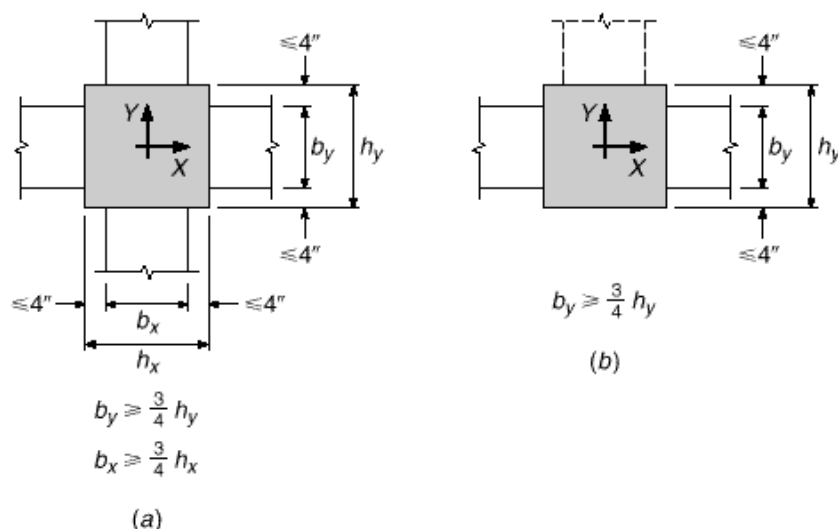 ≤4″
≤4″
Y
X
b_y
h_y
Y
X
b_y
h_y
≤4″
≤4″
≤4″
≤4″
b_x
h_x
b_y ≥ 3/4 h_y
(b)
b_y ≥ 3/4 h_y
b_x ≥ 3/4 h_x
(a)